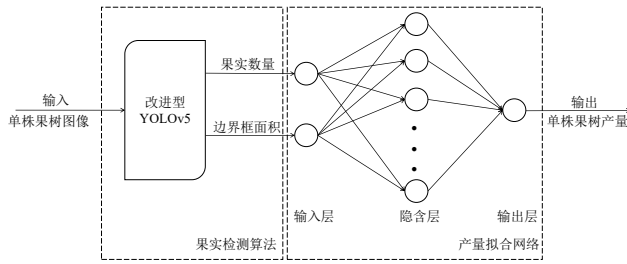 输入
单株果树图像
改进型
YOLOv5
果实数量
边界框面积
果实检测算法
输入层
隐含层
输出层
产量拟合网络
输出
单株果树产量